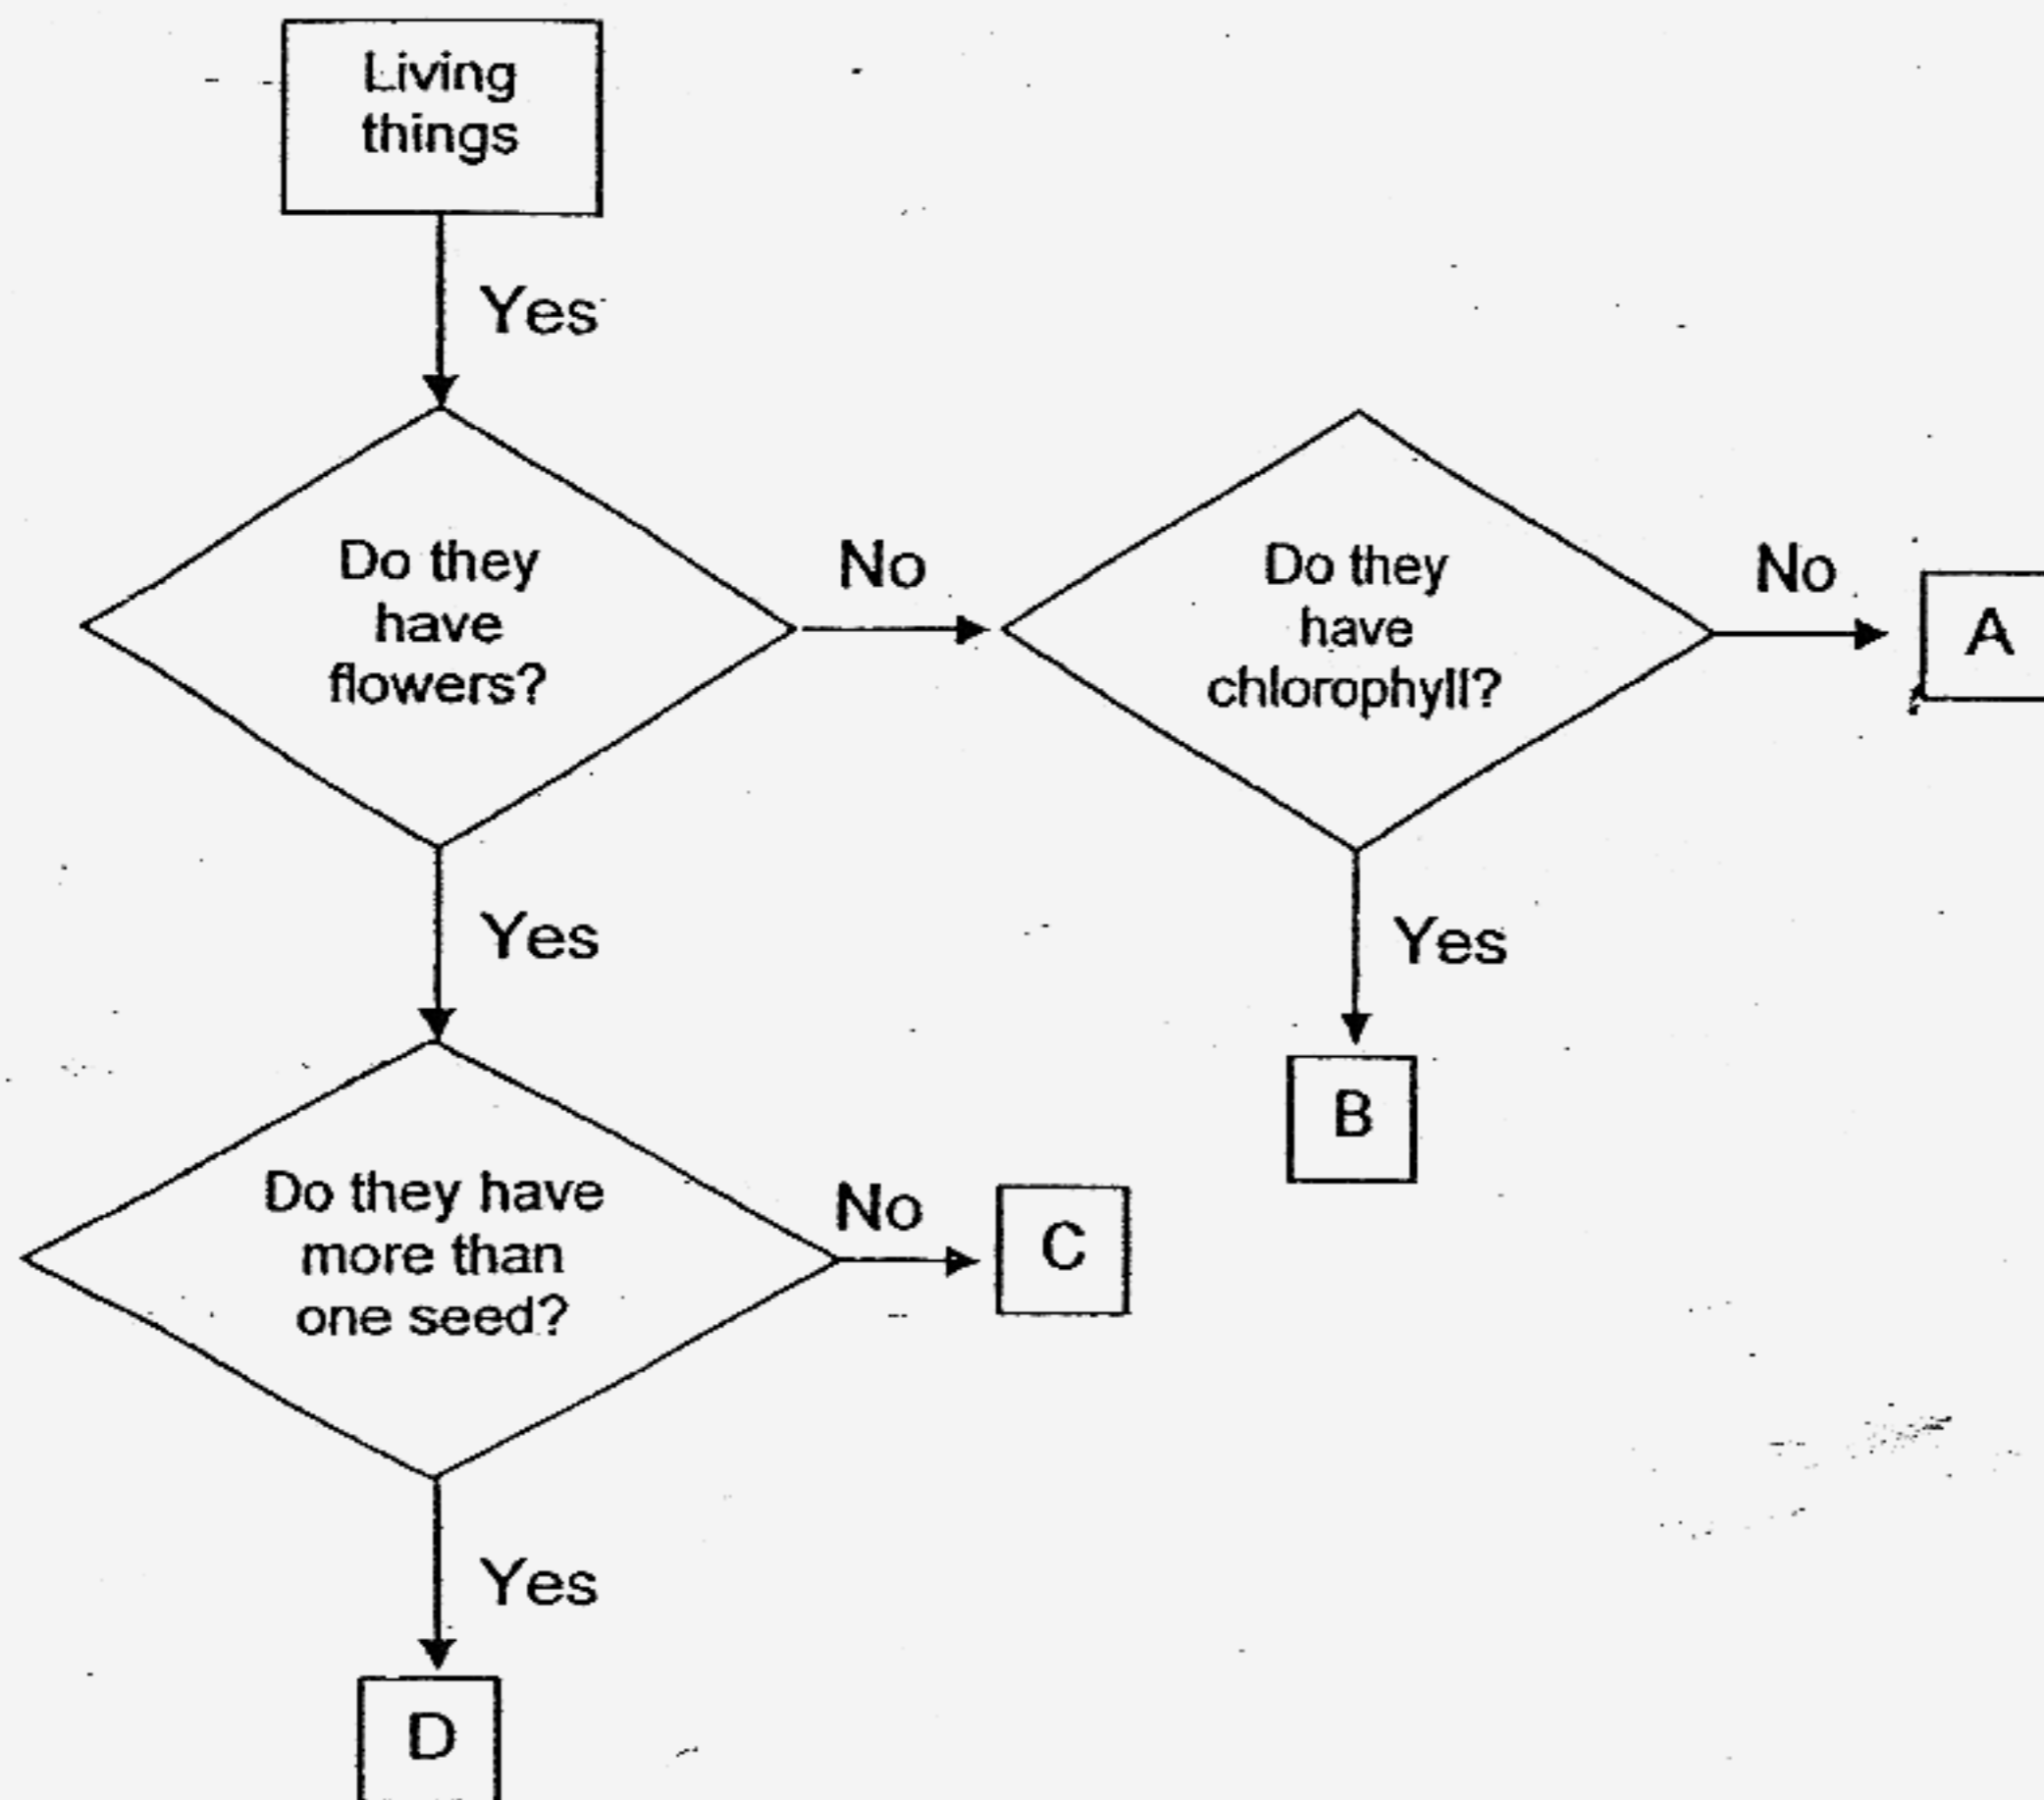 Living
things
Yes
Do they
have
flowers?
No
Do they
have
chlorophyll?
No
A
Yes
Yes
B
Do they have
more than
one seed?
No
C
Yes
D